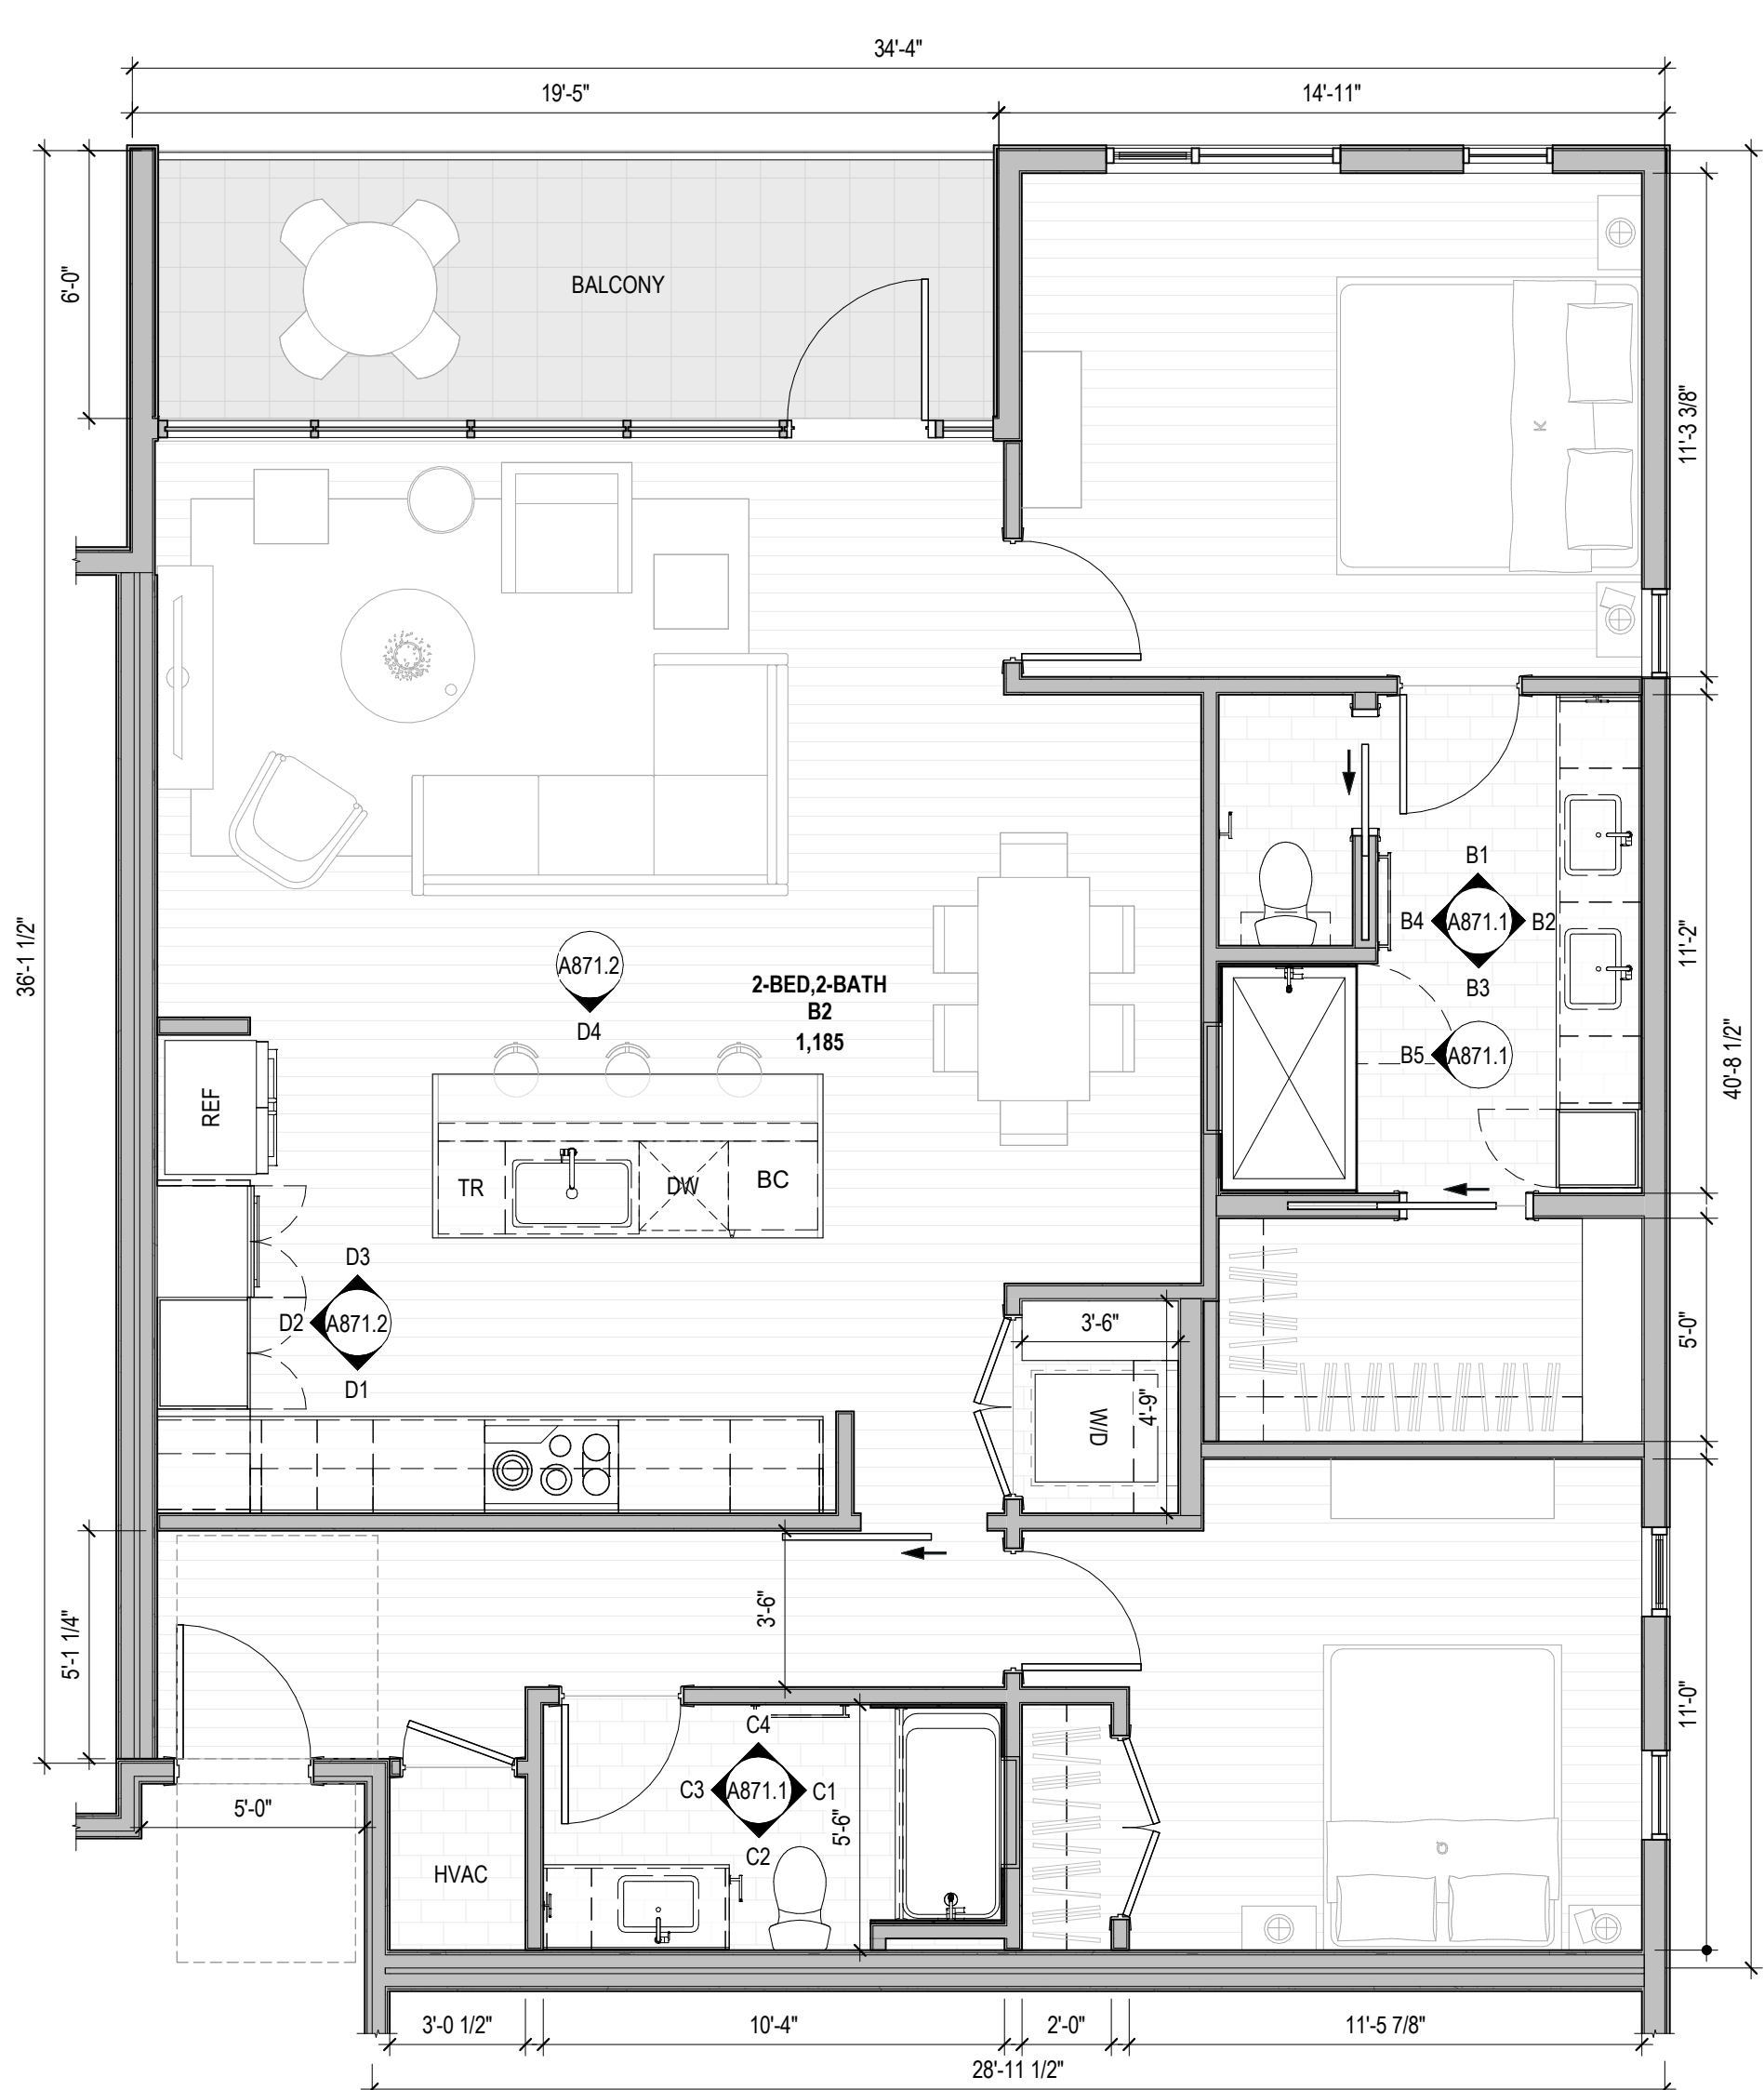 34'-4"
19'-5"
14'-11"
6'-0"
BALCONY
11'-3 3/8"
K
36'-1 1/2"
40'-8 1/2"
11'-2"
B1
B4
A871.1
B2
B3
B5
A871.1
A871.2
D4
2-BED,2-BATH
B2
1,185
REF
TR
DW
BC
D3
D2
A871.2
D1
3'-6"
4'-9"
W/D
5'-0"
5'-1 1/4"
3'-6"
11'-0"
5'-0"
HVAC
C4
C3
A871.1
C1
C2
5'-6"
Q
3'-0 1/2"
10'-4"
2'-0"
11'-5 7/8"
28'-11 1/2"